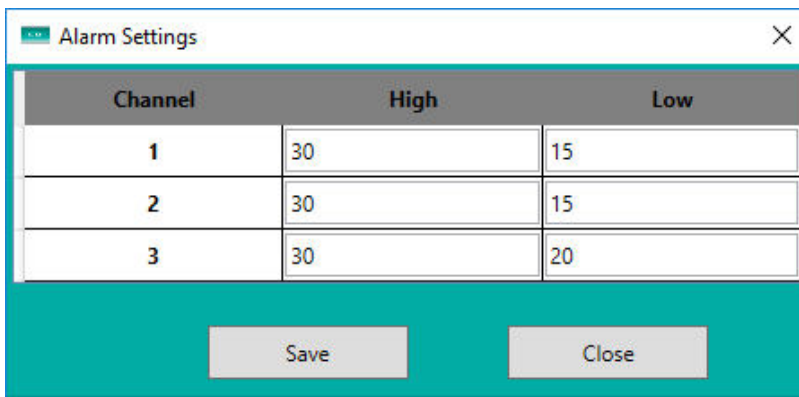 Alarm Settings
Channel High Low
1 30 15
2 30 15
3 30 20
Save Close